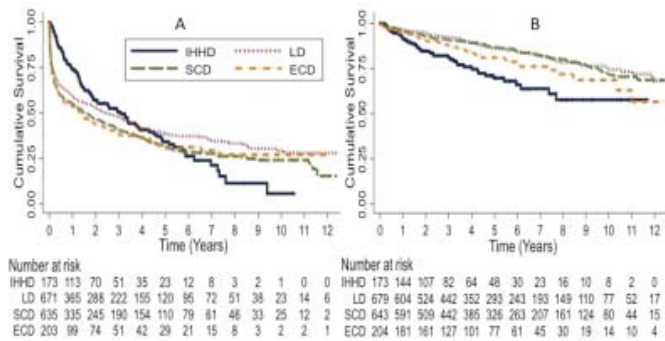 A
B
IHHD
LD
SCD
ECD
Cumulative Survival
0.00 0.25 0.50 0.75 1.00
0 1 2 3 4 5 6 7 8 9 10 11 12
Time (Years)
Cumulative Survival
0.00 0.25 0.50 0.75 1.00
0 1 2 3 4 5 6 7 8 9 10 11 12
Time (Years)
Number at risk
IHHD 173 113 70 51 35 23 12 8 3 2 1 0 0
LD 671 365 288 222 155 120 95 72 51 38 23 14 6
SCD 635 335 245 190 154 110 79 61 46 33 25 12 2
ECD 203 99 74 51 42 29 21 15 8 3 2 2 1
Number at risk
IHHD 173 144 107 82 64 48 30 23 16 10 8 2 0
LD 679 604 524 442 352 293 243 193 149 110 77 52 17
SCD 643 591 509 442 385 326 263 207 161 124 80 44 15
ECD 204 181 161 127 101 77 61 45 30 19 14 10 4